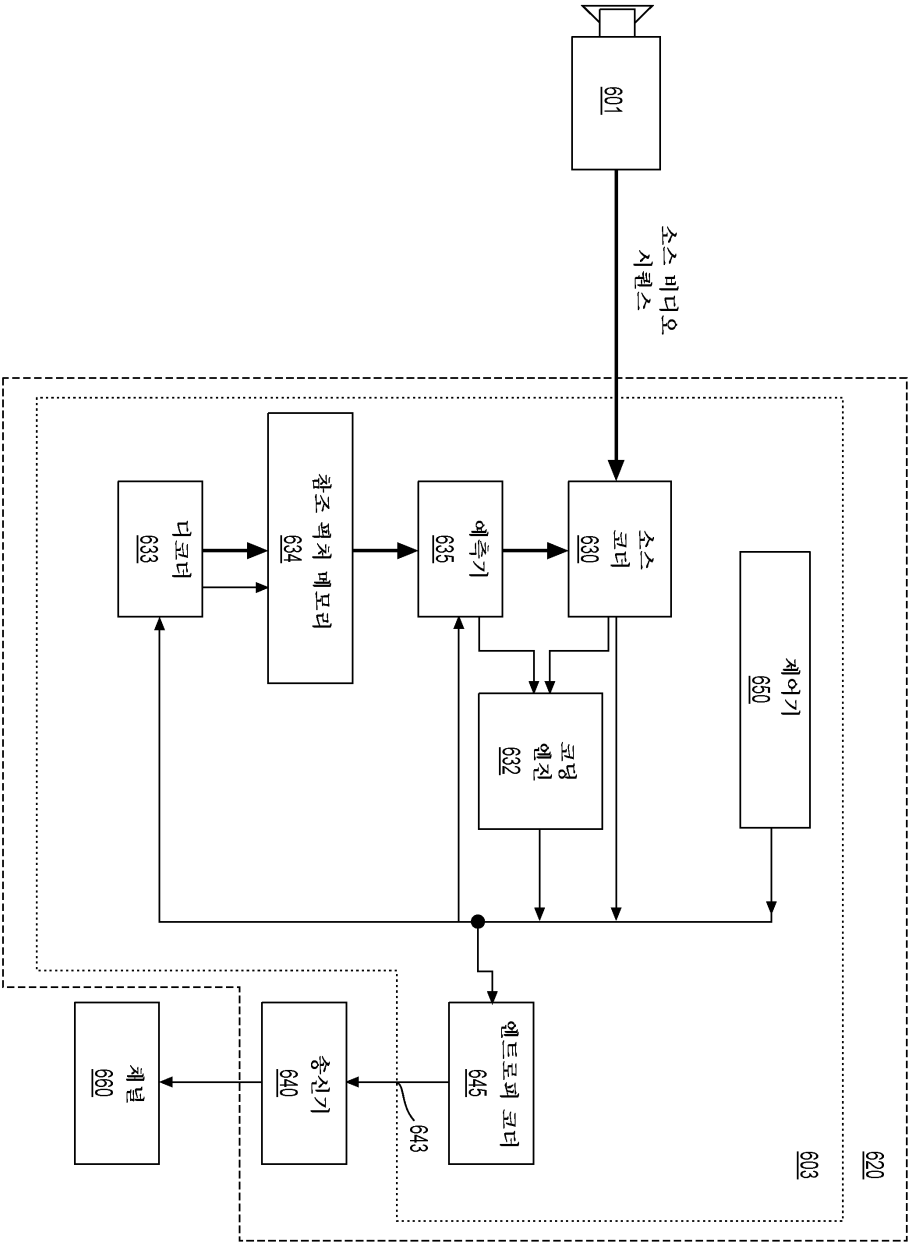 620
603
제어기
650
601
소스 비디오
시퀀스
소스
코더
630
코딩
엔진
632
예측기
635
엔트로피 코더
645
643
참조 픽처 메모리
634
송신기
640
디코더
633
채널
660